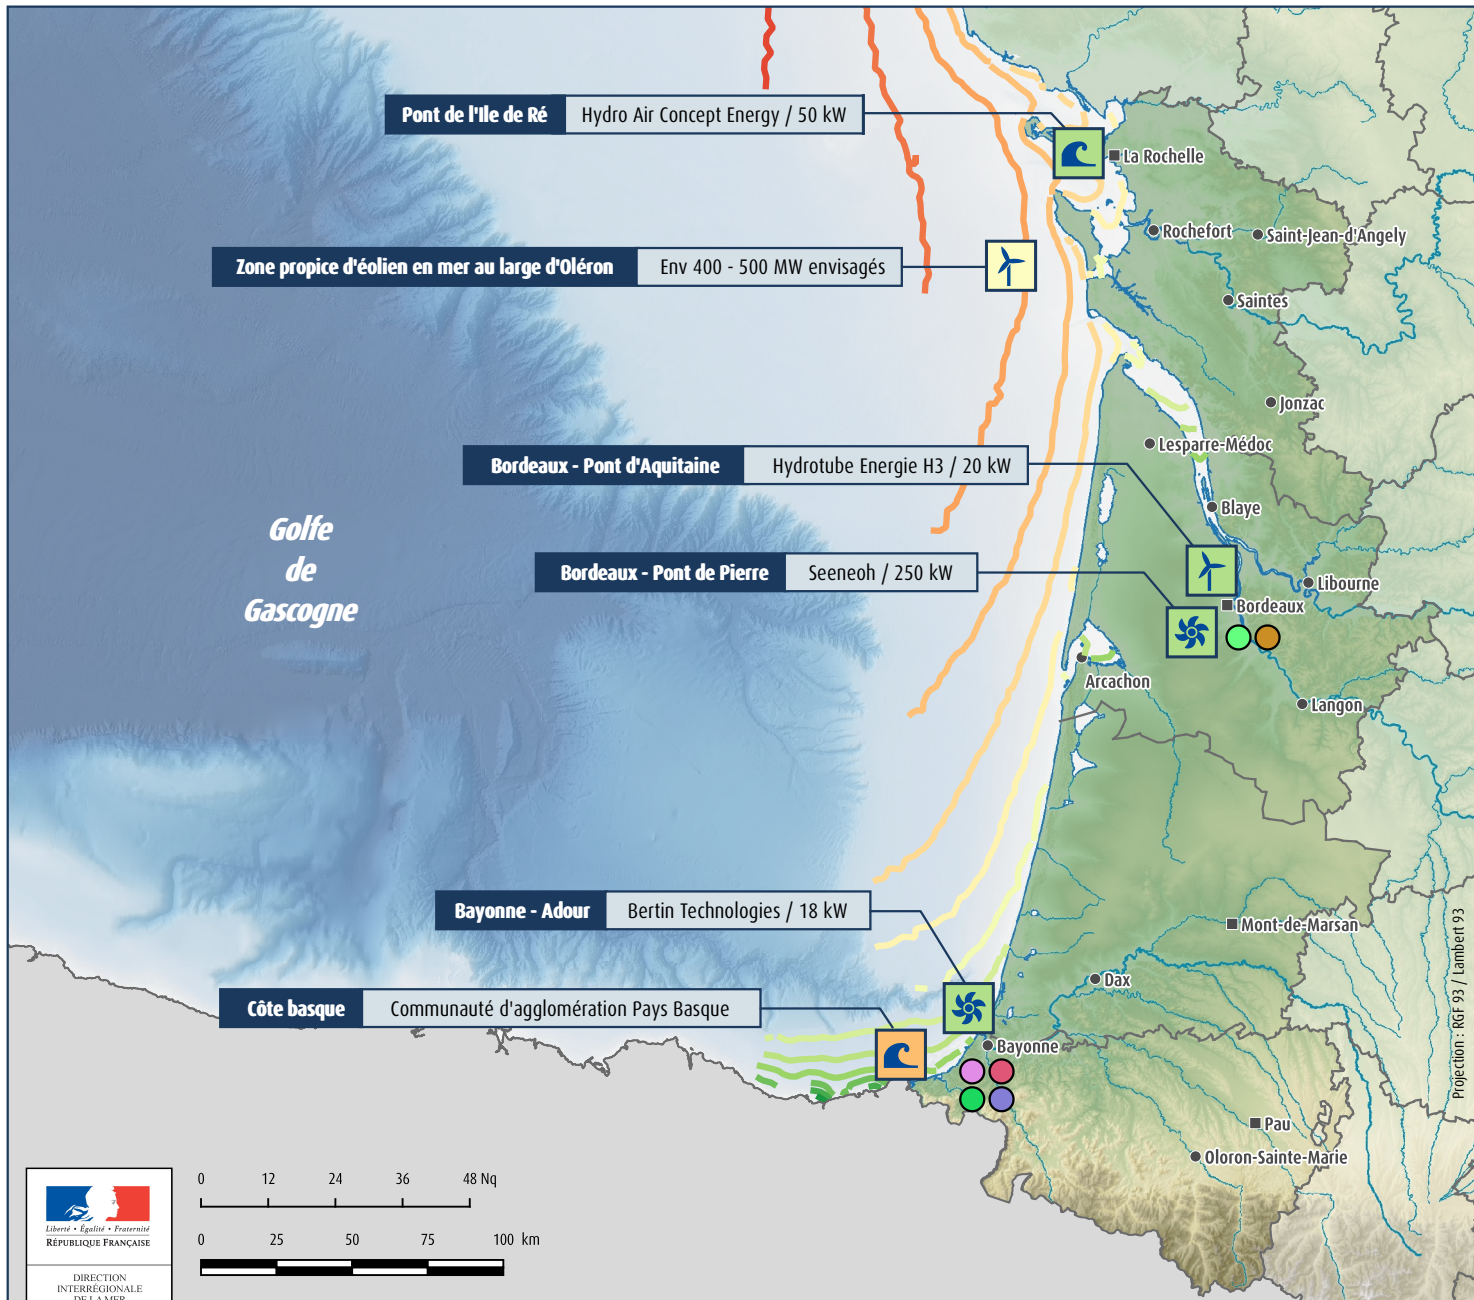 Pont de l'Ile de Ré
Hydro Air Concept Energy / 50 kW
La Rochelle
Rochefort
Saint-Jean-d'Angely
Zone propice d'éolien en mer au large d'Oléron
Env 400 - 500 MW envisagés
Saintes
Jonzac
Lesparre-Médoc
Bordeaux - Pont d'Aquitaine
Hydrotube Energie H3 / 20 kW
Blaye
Golfe
de
Gascogne
Bordeaux - Pont de Pierre
Seeneoh / 250 kW
Libourne
Bordeaux
Arcachon
Langon
Bayonne - Adour
Bertin Technologies / 18 kW
Mont-de-Marsan
Dax
Côte basque
Communauté d'agglomération Pays Basque
Bayonne
Pau
Oloron-Sainte-Marie
Projection : RGF 93 / Lambert 93
0 12 24 36 48 Nq
0 25 50 75 100 km
Liberté • Égalité • Fraternité
RÉPUBLIQUE FRANÇAISE
DIRECTION
INTERRÉGIONALE
DE LA MER